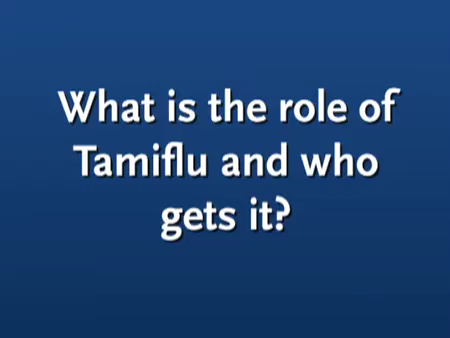 What is the role of
Tamiflu and who
gets it?